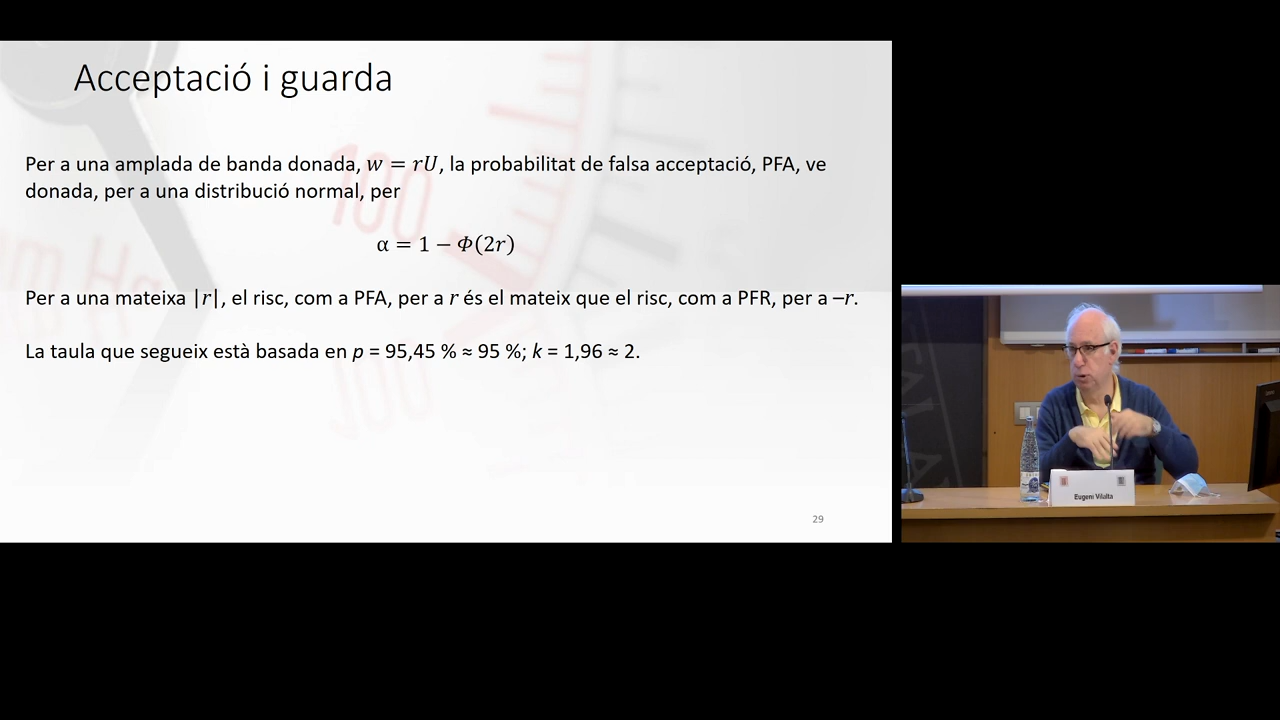 Acceptació i guarda
Per a una amplada de banda donada, w = rU, la probabilitat de falsa acceptació, PFA, ve
donada, per a una distribució normal, per
α = 1 − Φ(2r)
Per a una mateixa |r|, el risc, com a PFA, per a r és el mateix que el risc, com a PFR, per a –r.
La taula que segueix està basada en p = 95,45 % ≈ 95 %; k = 1,96 ≈ 2.
29
Eugeni Vilalta
100